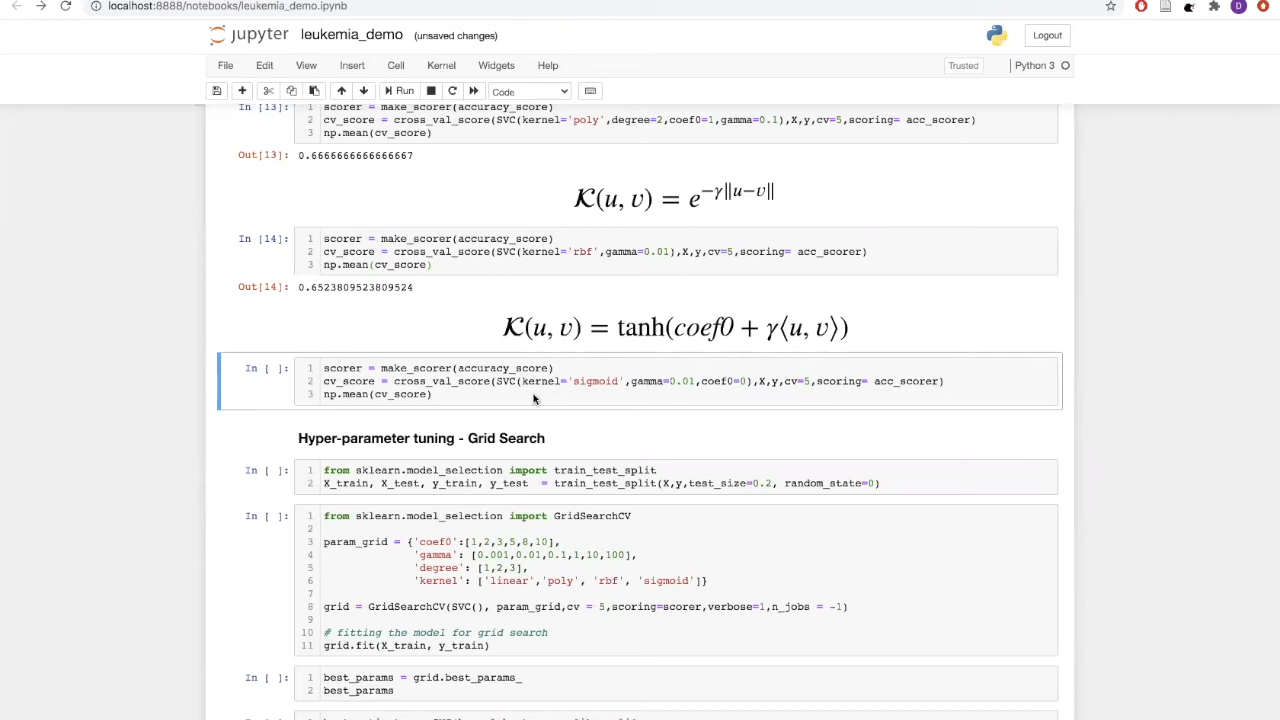 localhost:8888/notebooks/leukemia_demo.ipynb
D
jupyter leukemia_demo (unsaved changes)
Logout
File Edit View Insert Cell Kernel Widgets Help
Trusted
Python 3
Run
Code
In [13]: 1 scorer = make_scorer(accuracy_score)
2 cv_score = cross_val_score(SVC(kernel='poly',degree=2,coef0=1,gamma=0.1),X,y,cv=5,scoring= acc_scorer)
3 np.mean(cv_score)
Out[13]: 0.6666666666666667
𝒦(u, v) = e^{−γ‖u−v‖}
In [14]: 1 scorer = make_scorer(accuracy_score)
2 cv_score = cross_val_score(SVC(kernel='rbf',gamma=0.01),X,y,cv=5,scoring= acc_scorer)
3 np.mean(cv_score)
Out[14]: 0.6523809523809524
𝒦(u, v) = tanh(coef0 + γ⟨u, v⟩)
In [ ]: 1 scorer = make_scorer(accuracy_score)
2 cv_score = cross_val_score(SVC(kernel='sigmoid',gamma=0.01,coef0=0),X,y,cv=5,scoring= acc_scorer)
3 np.mean(cv_score)
Hyper-parameter tuning - Grid Search
In [ ]: 1 from sklearn.model_selection import train_test_split
2 X_train, X_test, y_train, y_test = train_test_split(X,y,test_size=0.2, random_state=0)
In [ ]: 1 from sklearn.model_selection import GridSearchCV
2
3 param_grid = {'coef0':[1,2,3,5,8,10],
4 'gamma': [0.001,0.01,0.1,1,10,100],
5 'degree': [1,2,3],
6 'kernel': ['linear','poly', 'rbf', 'sigmoid']}
7
8 grid = GridSearchCV(SVC(), param_grid,cv = 5,scoring=scorer,verbose=1,n_jobs = -1)
9
10 # fitting the model for grid search
11 grid.fit(X_train, y_train)
In [ ]: 1 best_params = grid.best_params_
2 best_params